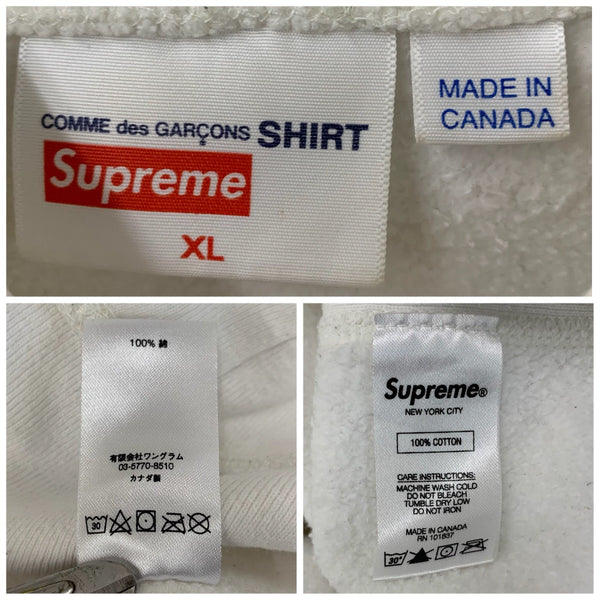 COMME des GARÇONS SHIRT
Supreme
XL
MADE IN
CANADA
100% 綿
有限会社ワングラム
03-5770-8510
カナダ製
30
Supreme®
NEW YORK CITY
100% COTTON
CARE INSTRUCTIONS:
MACHINE WASH COLD
DO NOT BLEACH
TUMBLE DRY LOW
DO NOT IRON
MADE IN CANADA
RN 101837
30°